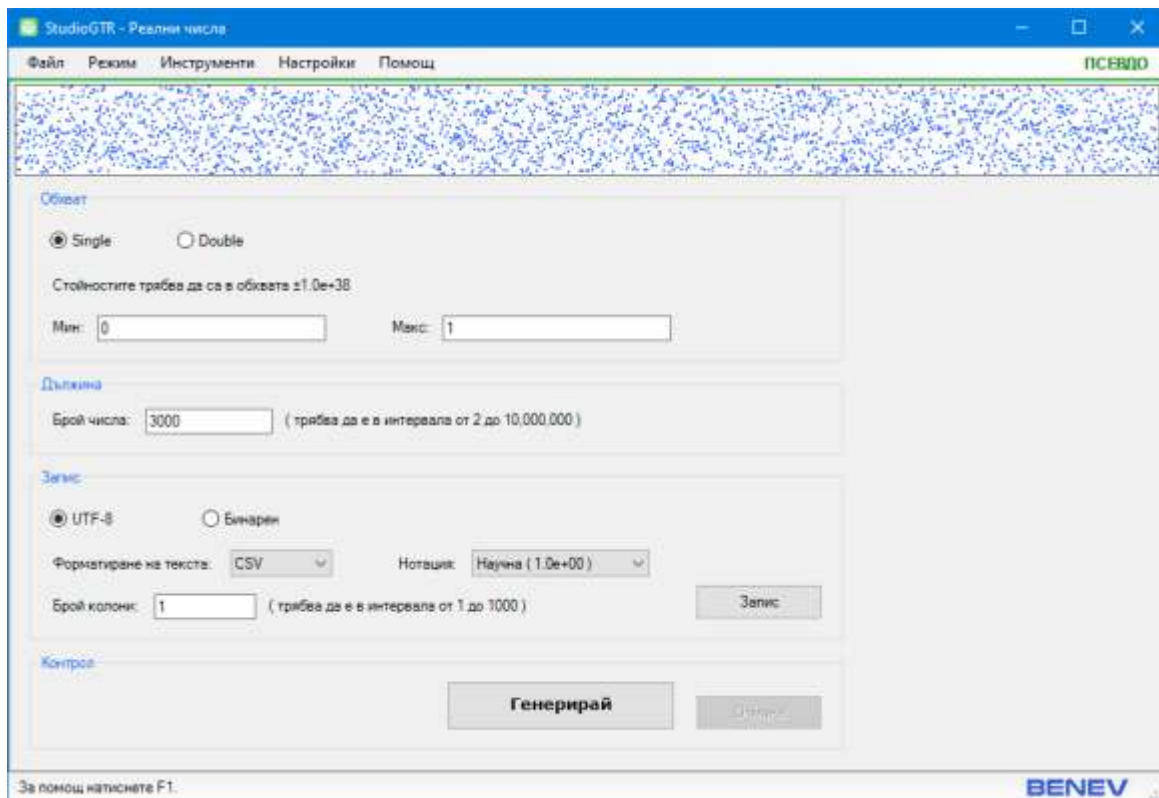 StudioGTR - Реални числа
Файл Режим Инструменти Настройки Помощ ПСЕВДО
Обхват
Single Double
Стойностите трябва да са в обхвата ±1.0e+38
Мин: 0 Макс: 1
Дължина
Брой числа: 3000 ( трябва да е в интервала от 2 до 10,000,000 )
Запис
UTF-8 Бинарен
Форматиране на текста: CSV Нотация: Научна ( 1.0e+00 )
Брой колони: 1 ( трябва да е в интервала от 1 до 1000 ) Запис
Контрол
Генерирай
За помощ натиснете F1.
BENEV